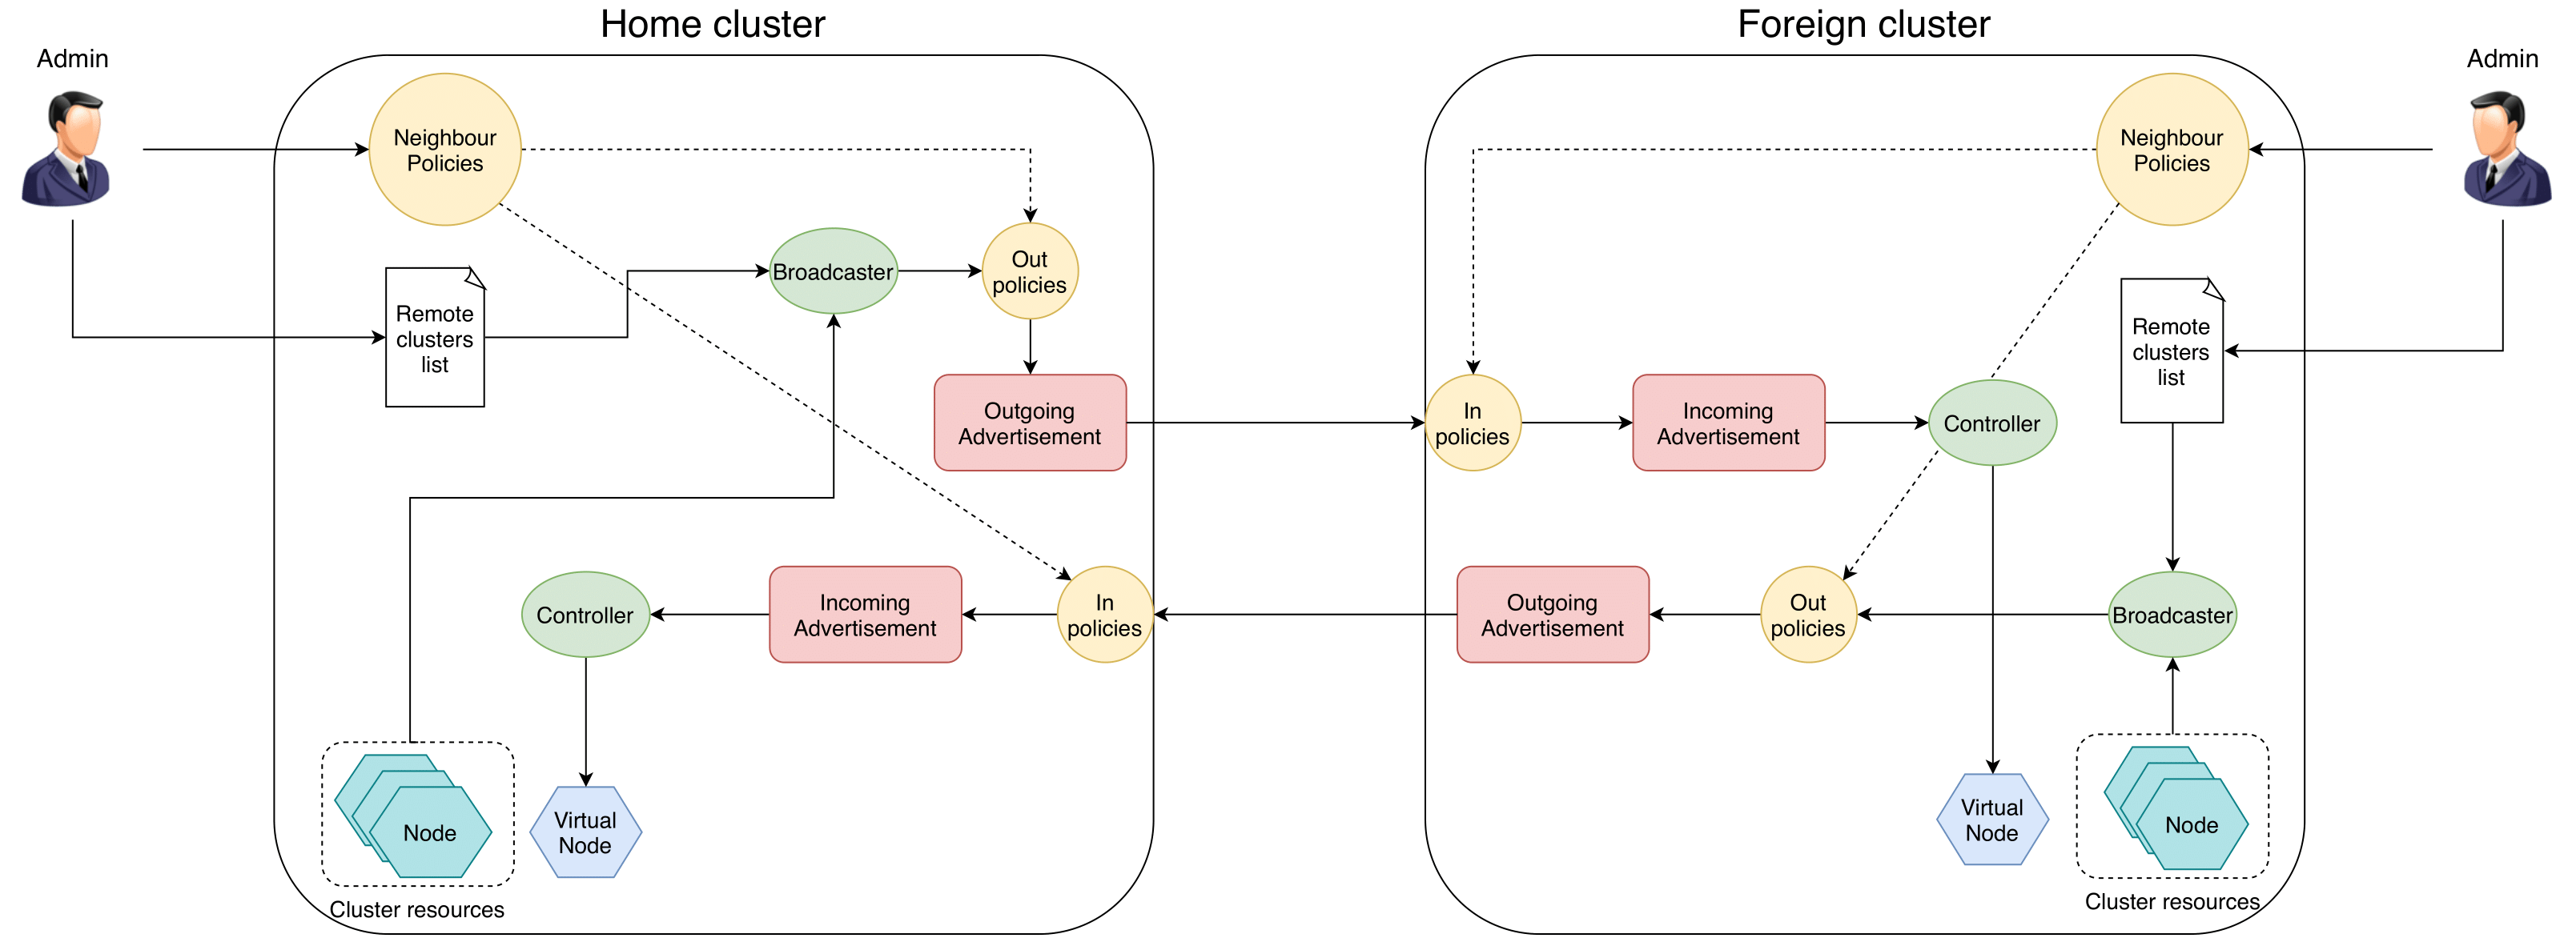 Home cluster
Foreign cluster
Admin
Admin
Neighbour
Policies
Neighbour
Policies
Broadcaster
Out
policies
Remote
clusters
list
Remote
clusters
list
Outgoing
Advertisement
In
policies
Incoming
Advertisement
Controller
Controller
Incoming
Advertisement
In
policies
Outgoing
Advertisement
Out
policies
Broadcaster
Node
Virtual
Node
Virtual
Node
Node
Cluster resources
Cluster resources